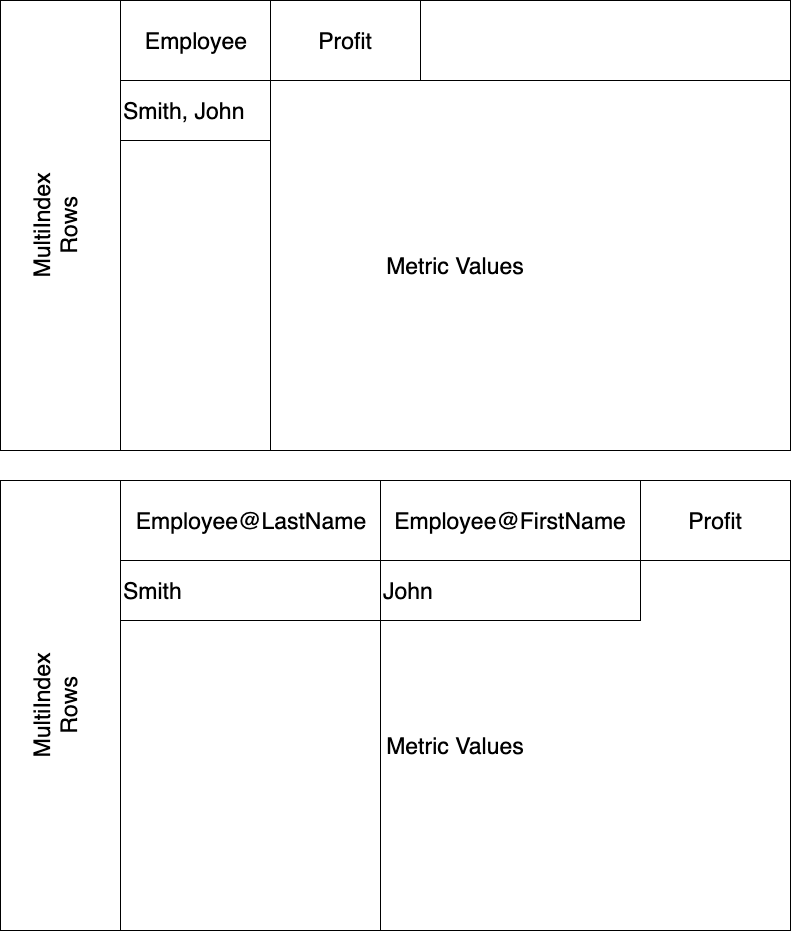 Employee
Profit
Smith, John
MultiIndex
Rows
Metric Values
Employee@LastName
Employee@FirstName
Profit
Smith
John
MultiIndex
Rows
Metric Values